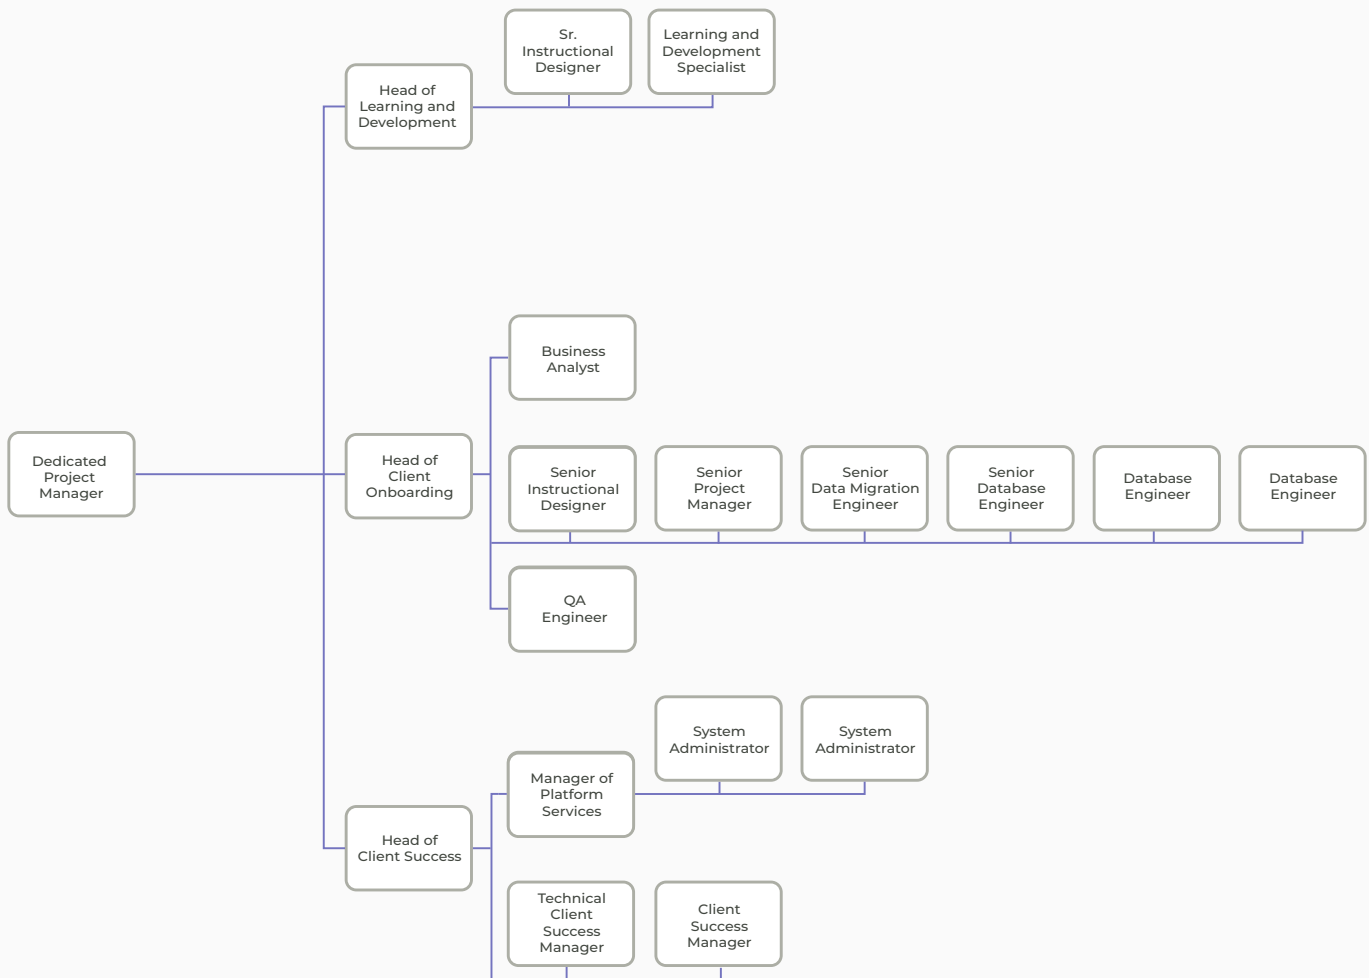 Sr.
Instructional
Designer
Learning and
Development
Specialist
Head of
Learning and
Development
Business
Analyst
Dedicated
Project
Manager
Head of
Client
Onboarding
Senior
Instructional
Designer
Senior
Project
Manager
Senior
Data Migration
Engineer
Senior
Database
Engineer
Database
Engineer
Database
Engineer
QA
Engineer
System
Administrator
System
Administrator
Manager of
Platform
Services
Head of
Client Success
Technical
Client
Success
Manager
Client
Success
Manager